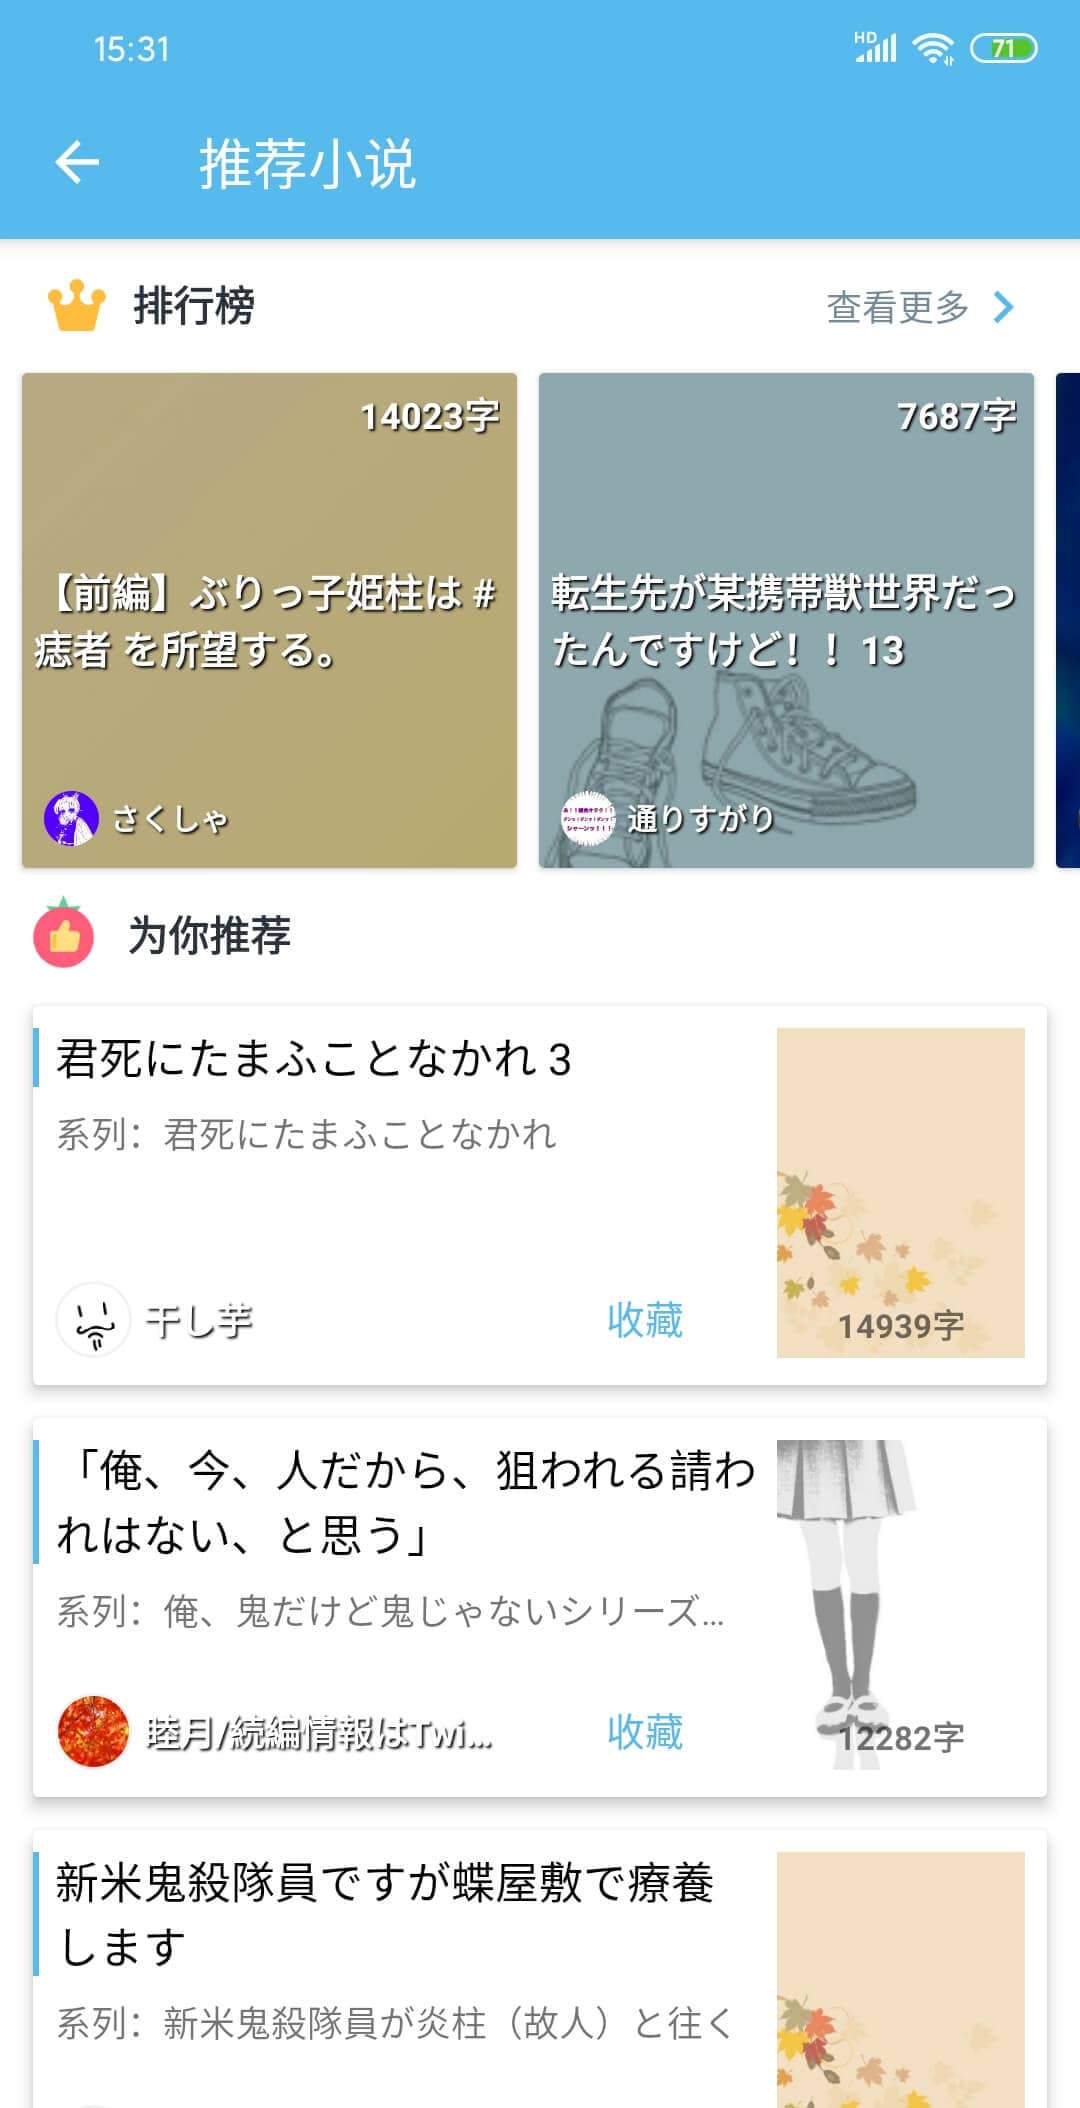 15:31
HD
71
推荐小说
排行榜
查看更多
14023字
【前編】ぶりっ子姫柱は #
痣者 を所望する。
さくしゃ
7687字
転生先が某携帯獣世界だっ
たんですけど！！ 13
通りすがり
为你推荐
君死にたまふことなかれ 3
系列：君死にたまふことなかれ
干し芋
收藏
14939字
「俺、今、人だから、狙われる請わ
れはない、と思う」
系列：俺、鬼だけど鬼じゃないシリーズ…
睦月/続編情報はTwi...
收藏
12282字
新米鬼殺隊員ですが蝶屋敷で療養
します
系列：新米鬼殺隊員が炎柱（故人）と往く